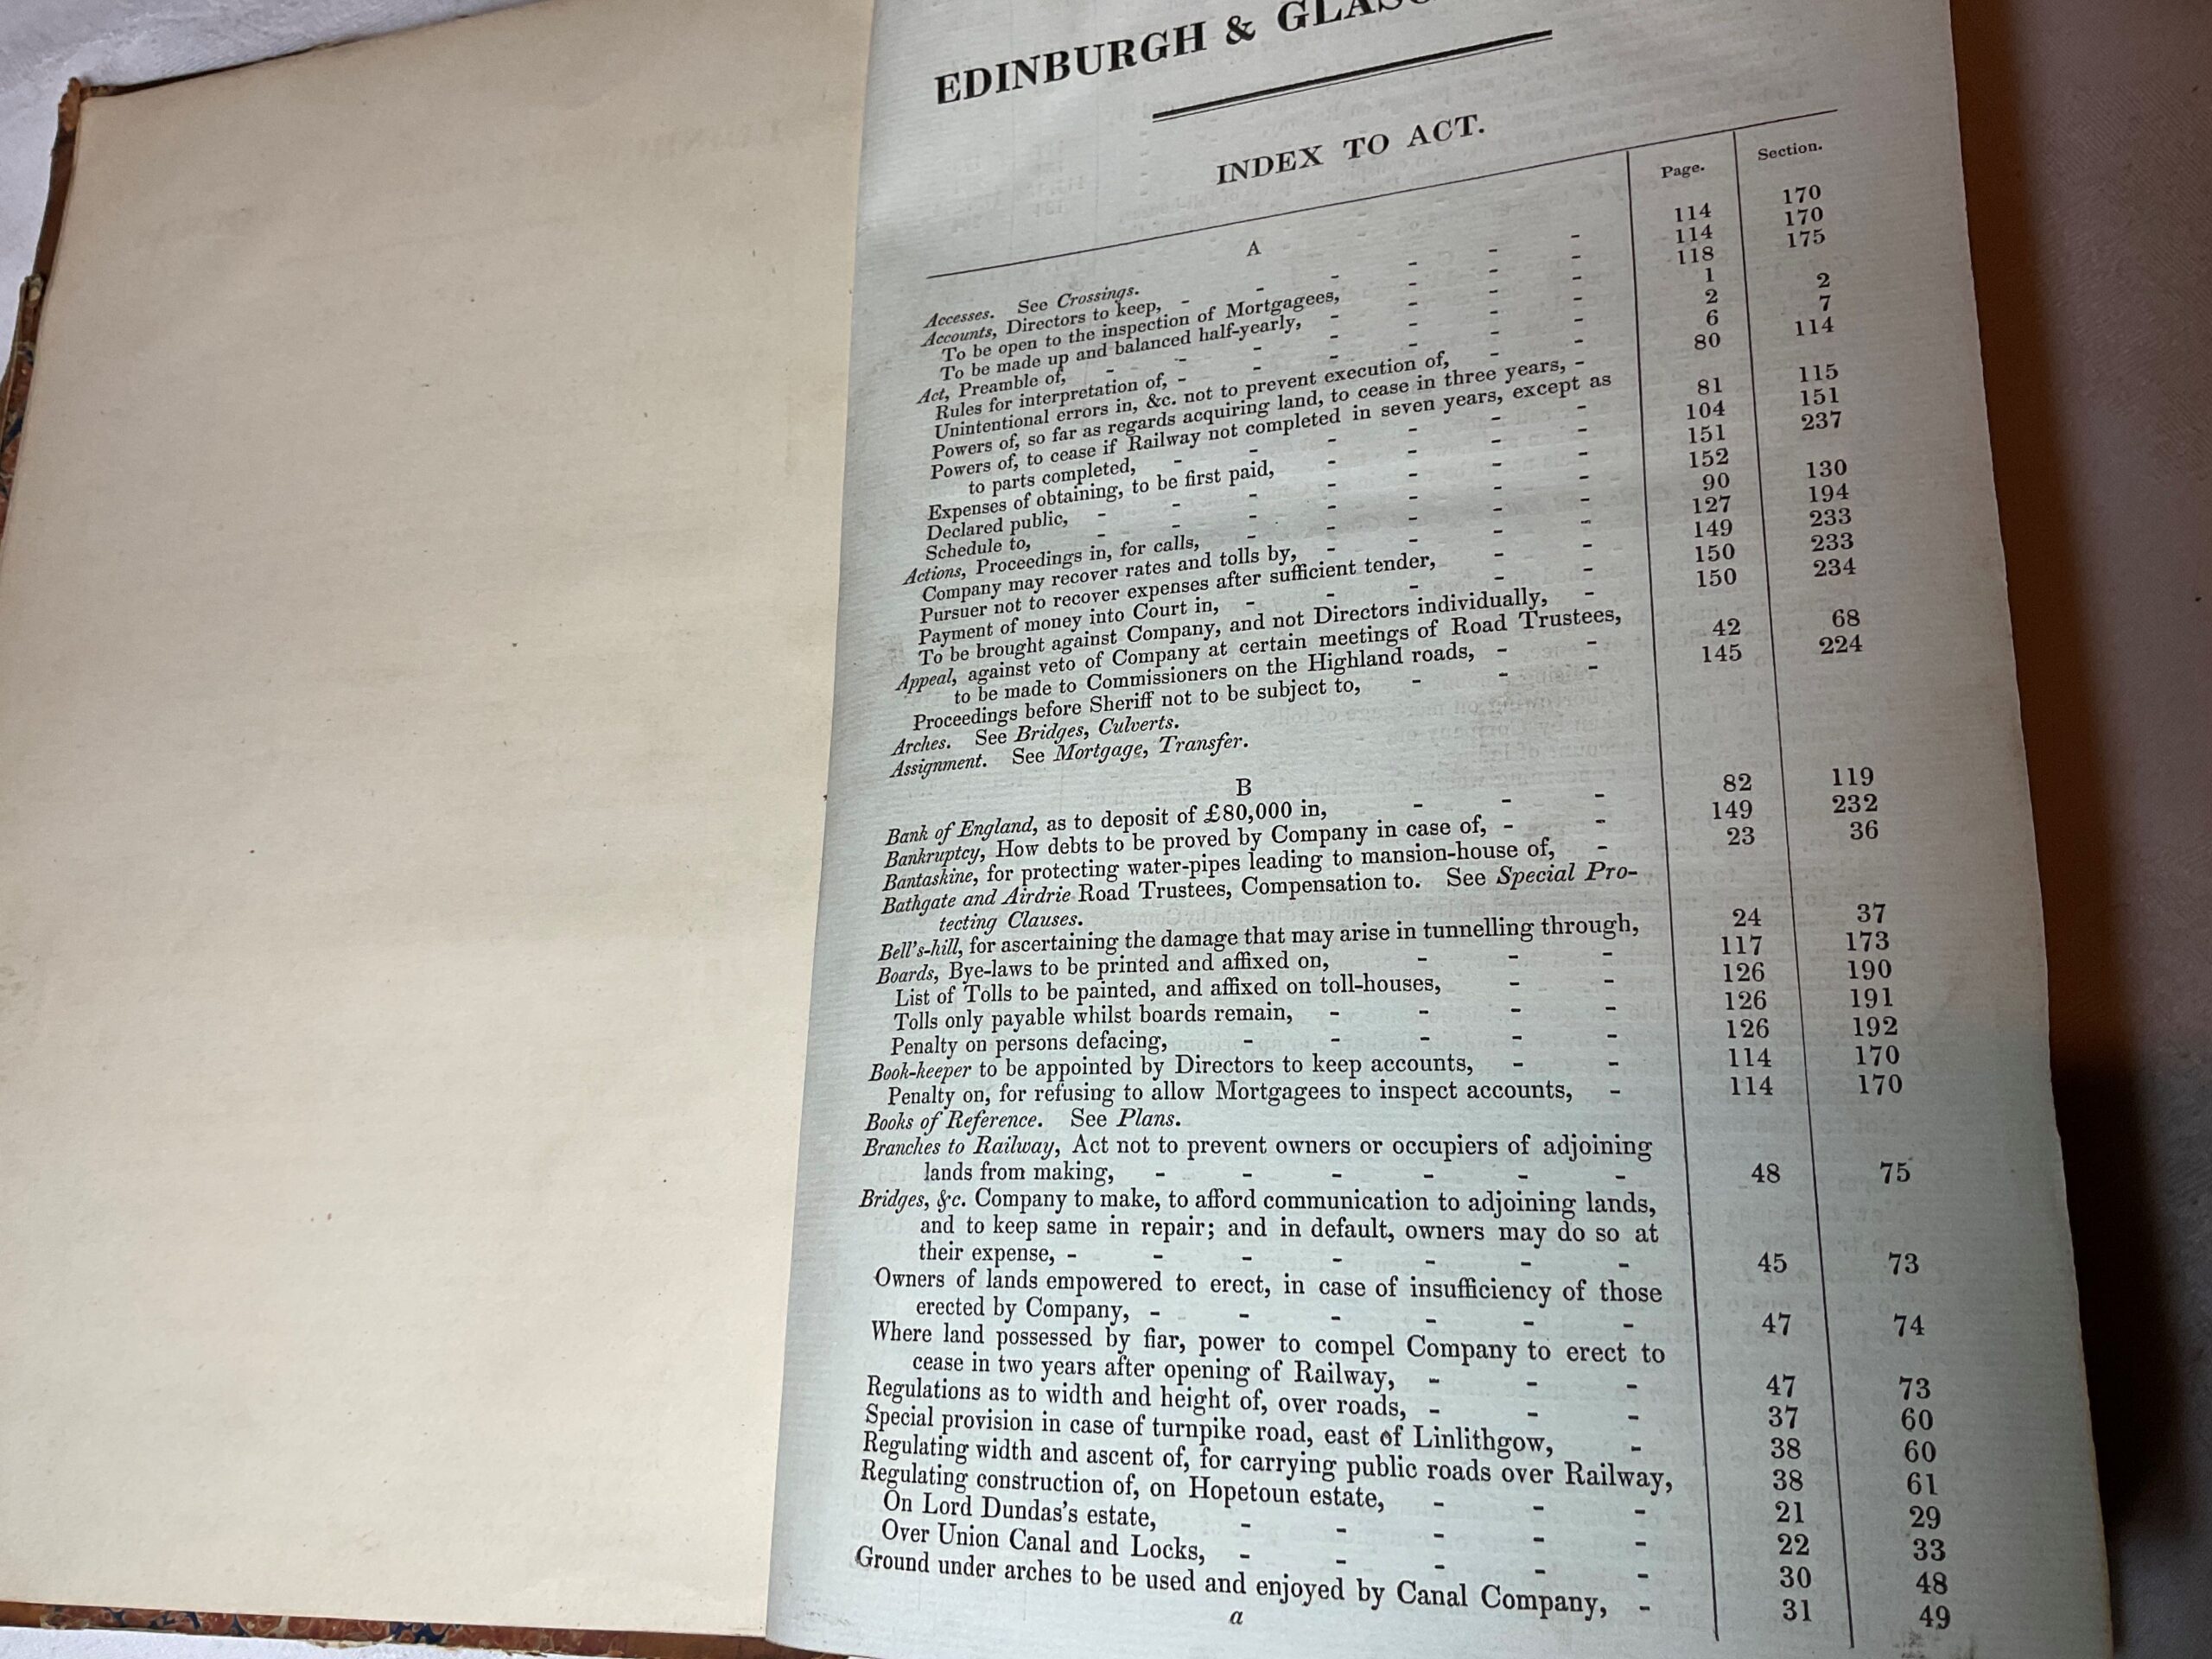 EDINBURGH &
INDEX TO ACT.
Page. Section.
A
Accesses. See Crossings.
Accounts, Directors to keep, - - - - - - 114 170
To be open to the inspection of Mortgagees, - - - 114 170
To be made up and balanced half-yearly, - - - - 118 175
Act, Preamble of, - - - - - - - 1
Rules for interpretation of, - - - - - - 2 2
Unintentional errors in, &c. not to prevent execution of, - - 6 7
Powers of, so far as regards acquiring land, to cease in three years, - 80 114
Powers of, to cease if Railway not completed in seven years, except as
to parts completed, - - - - - - 81 115
Expenses of obtaining, to be first paid, - - - - 104 151
Declared public, - - - - - - - 151 237
Schedule to, - - - - - - - 152
Actions, Proceedings in, for calls, - - - - - 90 130
Company may recover rates and tolls by, - - - - 127 194
Pursuer not to recover expenses after sufficient tender, - - 149 233
Payment of money into Court in, - - - - - 150 233
To be brought against Company, and not Directors individually, - 150 234
Appeal, against veto of Company at certain meetings of Road Trustees,
to be made to Commissioners on the Highland roads, - - 42 68
Proceedings before Sheriff not to be subject to, - - - 145 224
Arches. See Bridges, Culverts.
Assignment. See Mortgage, Transfer.
B
Bank of England, as to deposit of £80,000 in, - - - 82 119
Bankruptcy, How debts to be proved by Company in case of, - - 149 232
Bantaskine, for protecting water-pipes leading to mansion-house of, - 23 36
Bathgate and Airdrie Road Trustees, Compensation to. See Special Pro-
tecting Clauses.
Bell's-hill, for ascertaining the damage that may arise in tunnelling through, 24 37
Boards, Bye-laws to be printed and affixed on, - - - 117 173
List of Tolls to be painted, and affixed on toll-houses, - - 126 190
Tolls only payable whilst boards remain, - - - - 126 191
Penalty on persons defacing, - - - - - 126 192
Book-keeper to be appointed by Directors to keep accounts, - - 114 170
Penalty on, for refusing to allow Mortgagees to inspect accounts, - 114 170
Books of Reference. See Plans.
Branches to Railway, Act not to prevent owners or occupiers of adjoining
lands from making, - - - - - - 48 75
Bridges, &c. Company to make, to afford communication to adjoining lands,
and to keep same in repair; and in default, owners may do so at
their expense, - - - - - - - 45 73
Owners of lands empowered to erect, in case of insufficiency of those
erected by Company, - - - - - - 47 74
Where land possessed by fiar, power to compel Company to erect to
cease in two years after opening of Railway, - - - 47 73
Regulations as to width and height of, over roads, - - - 37 60
Special provision in case of turnpike road, east of Linlithgow, - 38 60
Regulating width and ascent of, for carrying public roads over Railway, 38 61
Regulating construction of, on Hopetoun estate, - - - 21 29
On Lord Dundas's estate, - - - - - 22 33
Over Union Canal and Locks, - - - - - 30 48
Ground under arches to be used and enjoyed by Canal Company, - 31 49
a